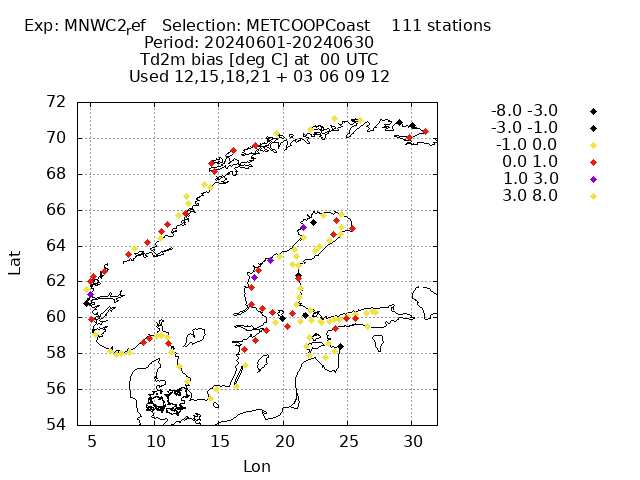 Exp: MNWC2ref Selection: METCOOPCoast 111 stations
Period: 20240601-20240630
Td2m bias [deg C] at 00 UTC
Used 12,15,18,21 + 03 06 09 12
-8.0 -3.0
-3.0 -1.0
-1.0 0.0
0.0 1.0
1.0 3.0
3.0 8.0
72
70
68
66
64
62
60
58
56
54
Lat
5 10 15 20 25 30
Lon